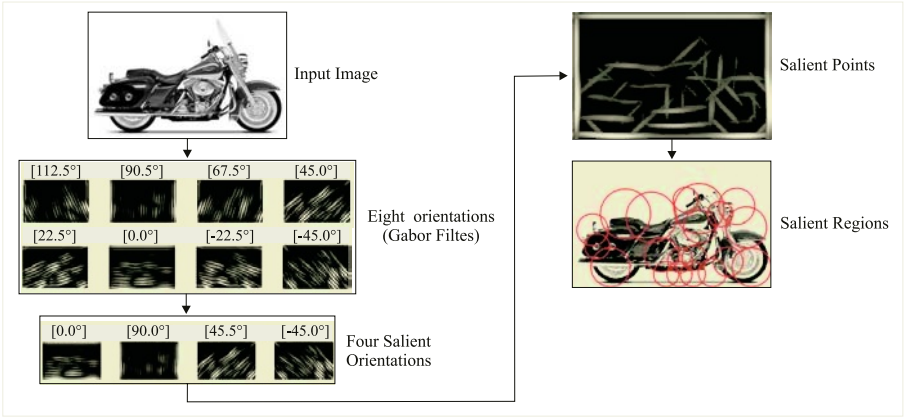 Input Image
[112.5°] [90.5°] [67.5°] [45.0°]
[22.5°] [0.0°] [-22.5°] [-45.0°]
Eight orientations
(Gabor Filtes)
[0.0°] [90.0°] [45.5°] [-45.0°]
Four Salient
Orientations
Salient Points
Salient Regions